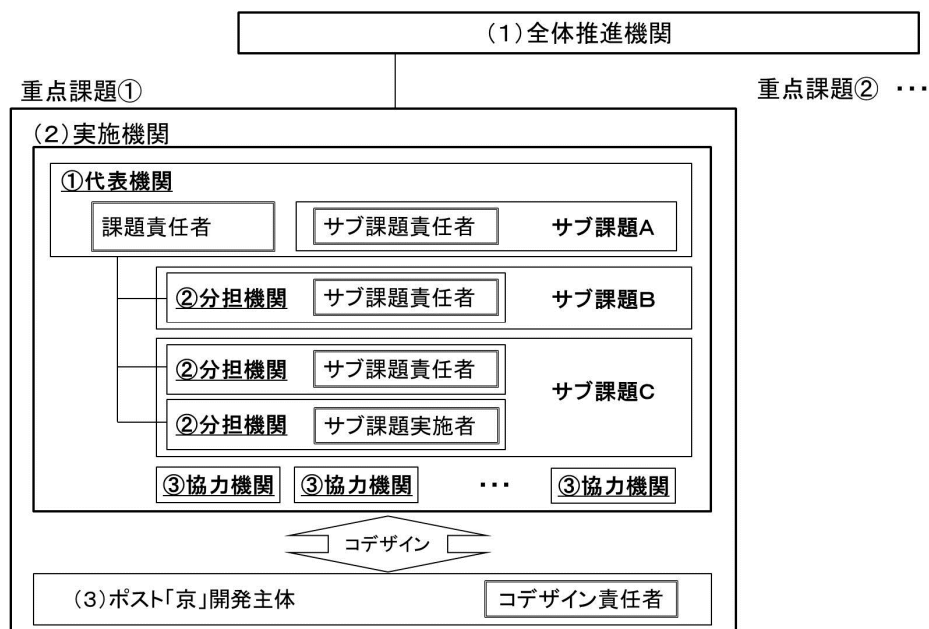 (1)全体推進機関
重点課題①
重点課題② ・・・
(2)実施機関
①代表機関
課題責任者
サブ課題責任者
サブ課題A
②分担機関
サブ課題責任者
サブ課題B
②分担機関
サブ課題責任者
サブ課題C
②分担機関
サブ課題実施者
③協力機関
③協力機関
・・・
③協力機関
コデザイン
(3)ポスト「京」開発主体
コデザイン責任者